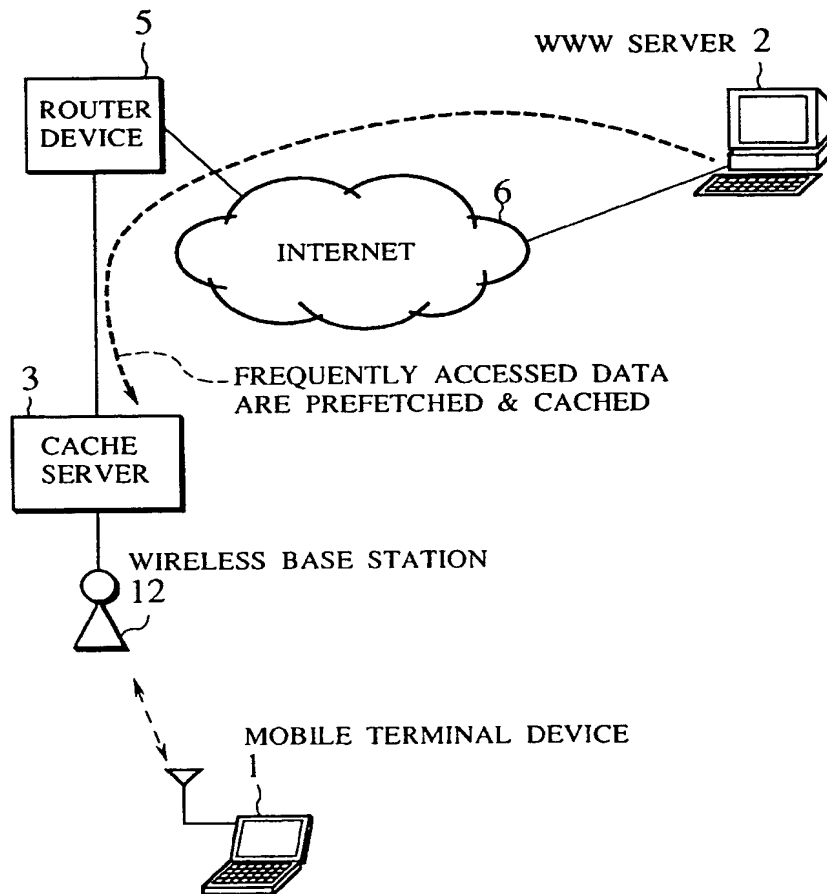 5
WWW SERVER 2
ROUTER
DEVICE
6
INTERNET
FREQUENTLY ACCESSED DATA
ARE PREFETCHED & CACHED
3
CACHE
SERVER
WIRELESS BASE STATION
12
MOBILE TERMINAL DEVICE
1